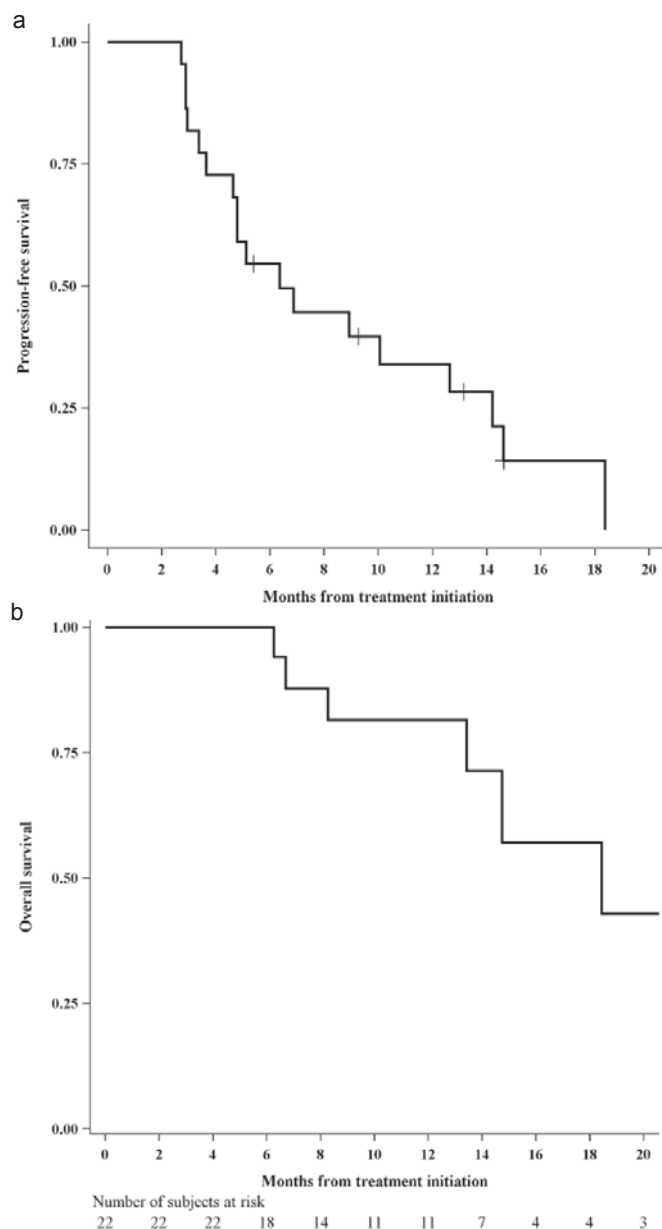 a
1.00
0.75
0.50
0.25
0.00
Progression-free survival
0 2 4 6 8 10 12 14 16 18 20
Months from treatment initiation
b
1.00
0.75
0.50
0.25
0.00
Overall survival
0 2 4 6 8 10 12 14 16 18 20
Months from treatment initiation
Number of subjects at risk
22 22 22 18 14 11 11 7 4 4 3